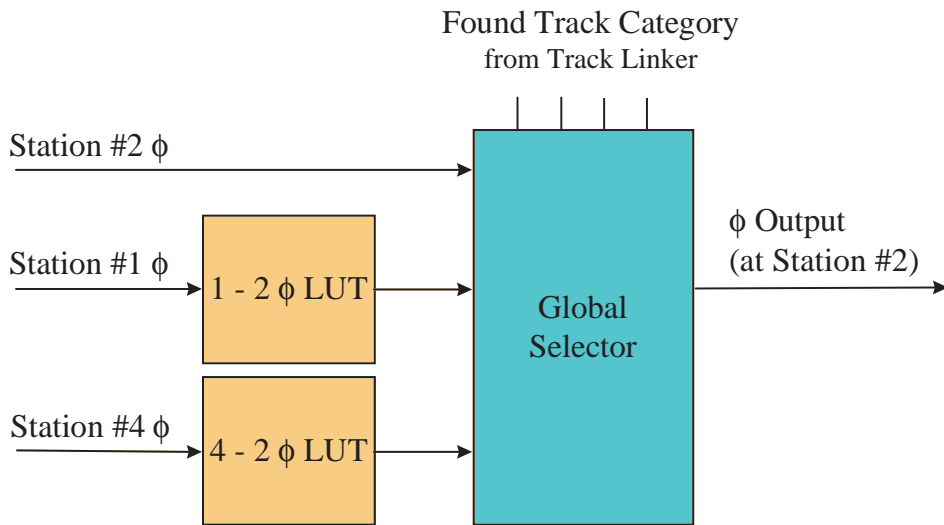 Found Track Category
from Track Linker
Station #2 ϕ
Station #1 ϕ
1 - 2 ϕ LUT
Global
Selector
ϕ Output
(at Station #2)
Station #4 ϕ
4 - 2 ϕ LUT